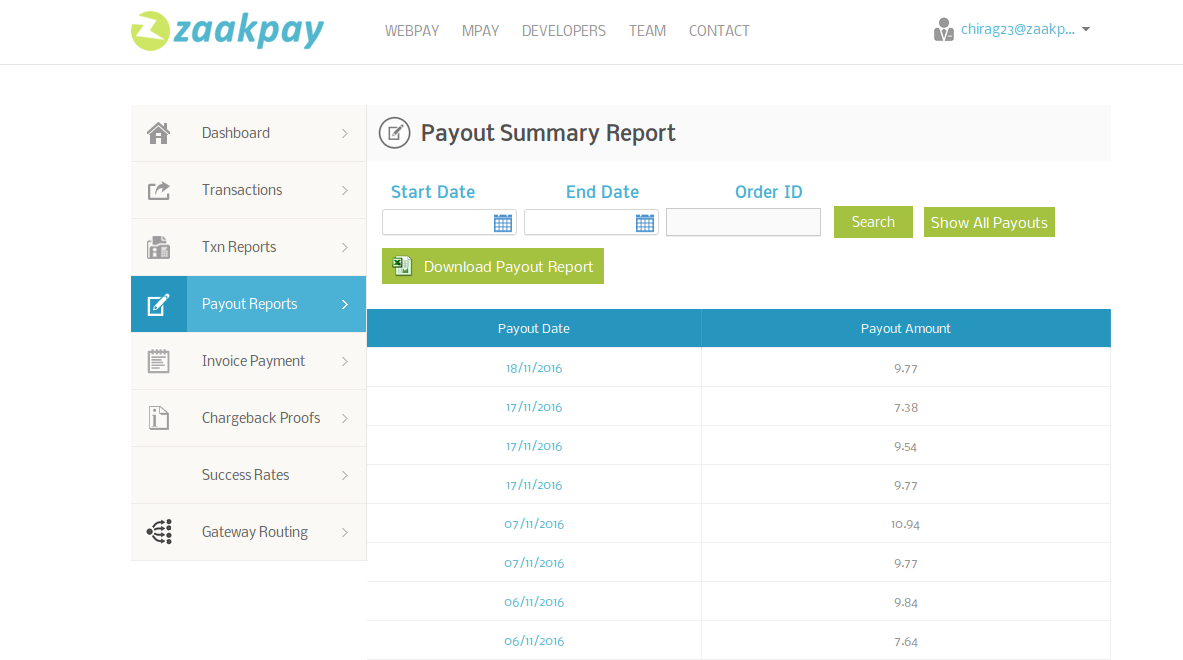 zaakpay
WEBPAY MPAY DEVELOPERS TEAM CONTACT
chirag23@zaakp...
Dashboard
Transactions
Txn Reports
Payout Reports
Invoice Payment
Chargeback Proofs
Success Rates
Gateway Routing
Payout Summary Report
Start Date End Date Order ID
Search Show All Payouts
Download Payout Report
Payout Date Payout Amount
18/11/2016 9.77
17/11/2016 7.38
17/11/2016 9.54
17/11/2016 9.77
07/11/2016 10.94
07/11/2016 9.77
06/11/2016 9.84
06/11/2016 7.64